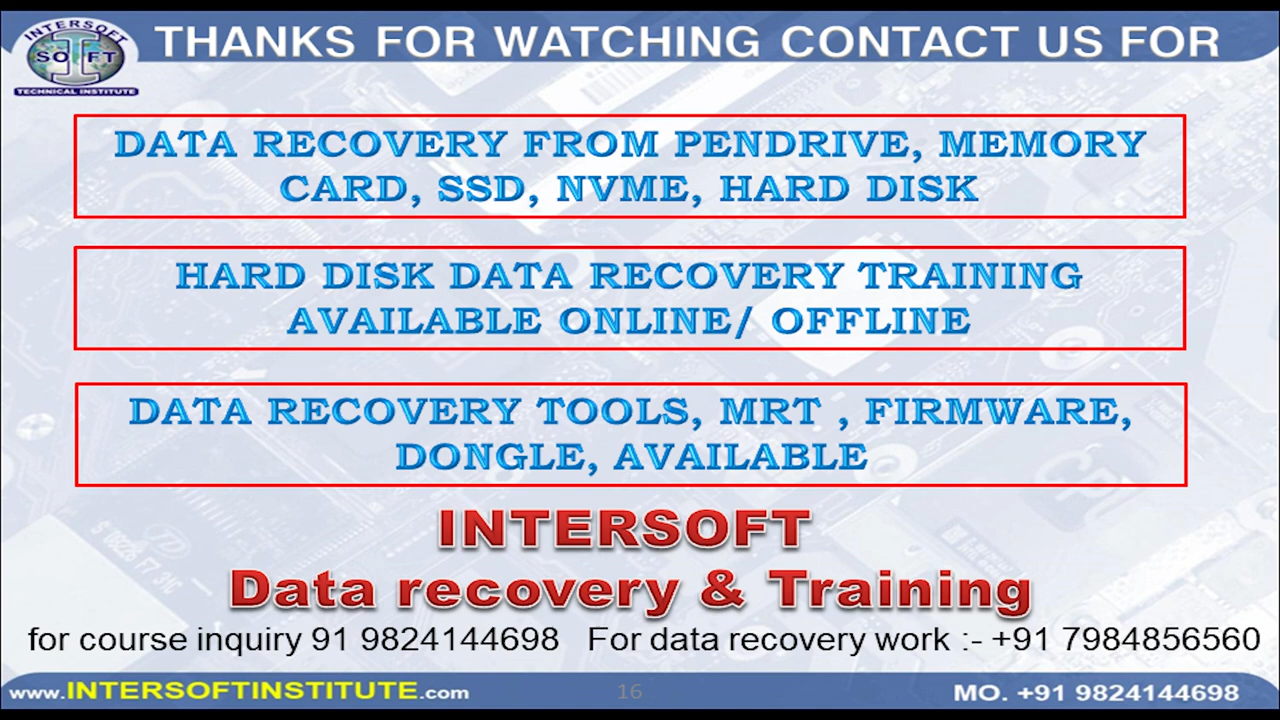 INTERSOFT
SOFT
TECHNICAL INSTITUTE
THANKS FOR WATCHING CONTACT US FOR
DATA RECOVERY FROM PENDRIVE, MEMORY
CARD, SSD, NVME, HARD DISK
HARD DISK DATA RECOVERY TRAINING
AVAILABLE ONLINE/ OFFLINE
DATA RECOVERY TOOLS, MRT , FIRMWARE,
DONGLE, AVAILABLE
INTERSOFT
Data recovery & Training
for course inquiry 91 9824144698 For data recovery work :- +91 7984856560
www.INTERSOFTINSTITUTE.com 16 MO. +91 9824144698